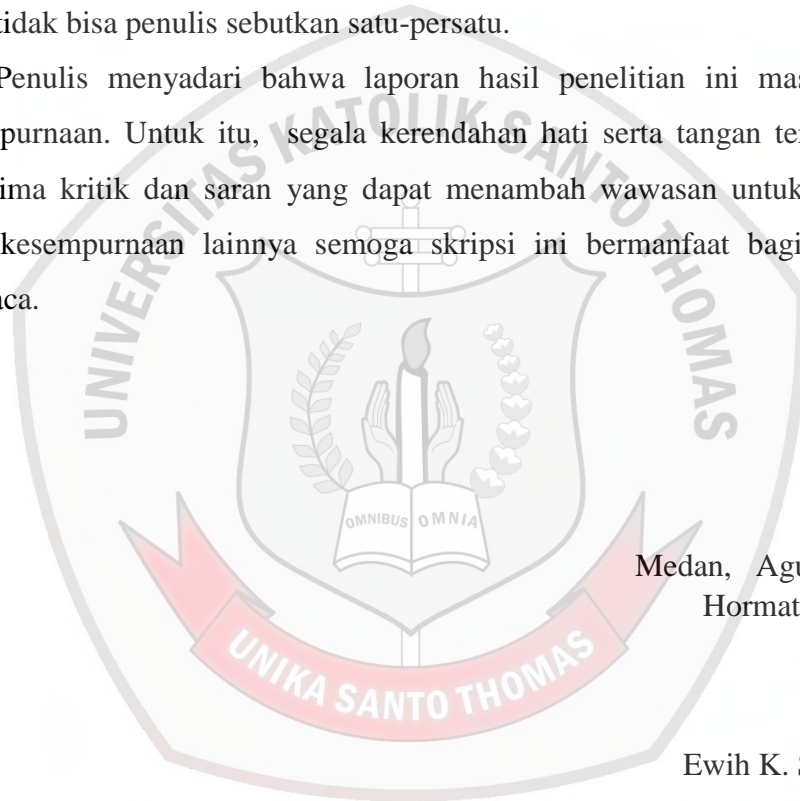 tidak bisa penulis sebutkan satu-persatu.
Penulis menyadari bahwa laporan hasil penelitian ini mas
purnaan. Untuk itu, segala kerendahan hati serta tangan te
ima kritik dan saran yang dapat menambah wawasan untuk
kesempurnaan lainnya semoga skripsi ini bermanfaat bagi
aca.
UNIVERSITAS KATOLIK SANTO THOMAS
OMNIBUS OMNIA
Medan, Agu
Hormat
UNIKA SANTO THOMAS
Ewih K. S